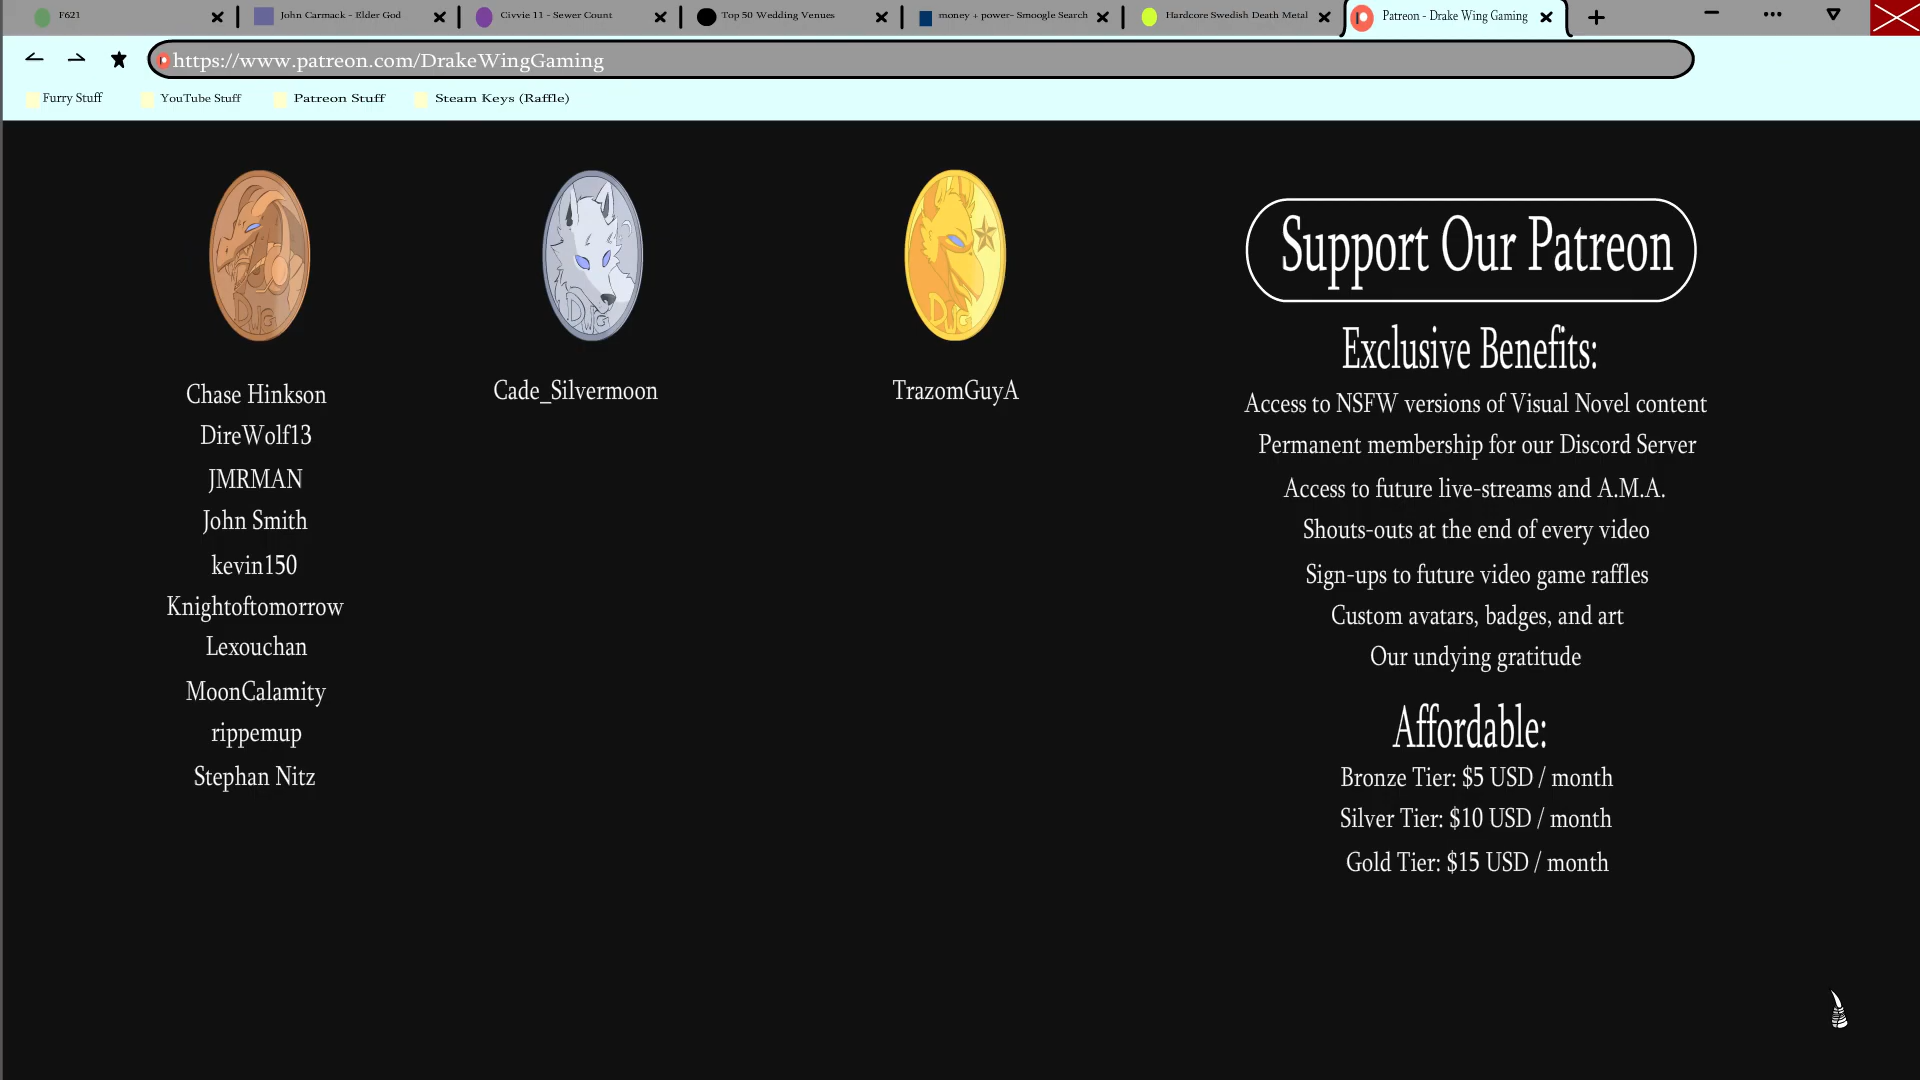 F621
John Carmack - Elder God
Civvie 11 - Sewer Count
Top 50 Wedding Venues
money + power- Smoogle Search
Hardcore Swedish Death Metal
Patreon - Drake Wing Gaming
https://www.patreon.com/DrakeWingGaming
Furry Stuff
YouTube Stuff
Patreon Stuff
Steam Keys (Raffle)
DWG
DWG
DWG
Chase Hinkson
DireWolf13
JMRMAN
John Smith
kevin150
Knightoftomorrow
Lexouchan
MoonCalamity
rippemup
Stephan Nitz
Cade_Silvermoon
TrazomGuyA
Support Our Patreon
Exclusive Benefits:
Access to NSFW versions of Visual Novel content
Permanent membership for our Discord Server
Access to future live-streams and A.M.A.
Shouts-outs at the end of every video
Sign-ups to future video game raffles
Custom avatars, badges, and art
Our undying gratitude
Affordable:
Bronze Tier: $5 USD / month
Silver Tier: $10 USD / month
Gold Tier: $15 USD / month